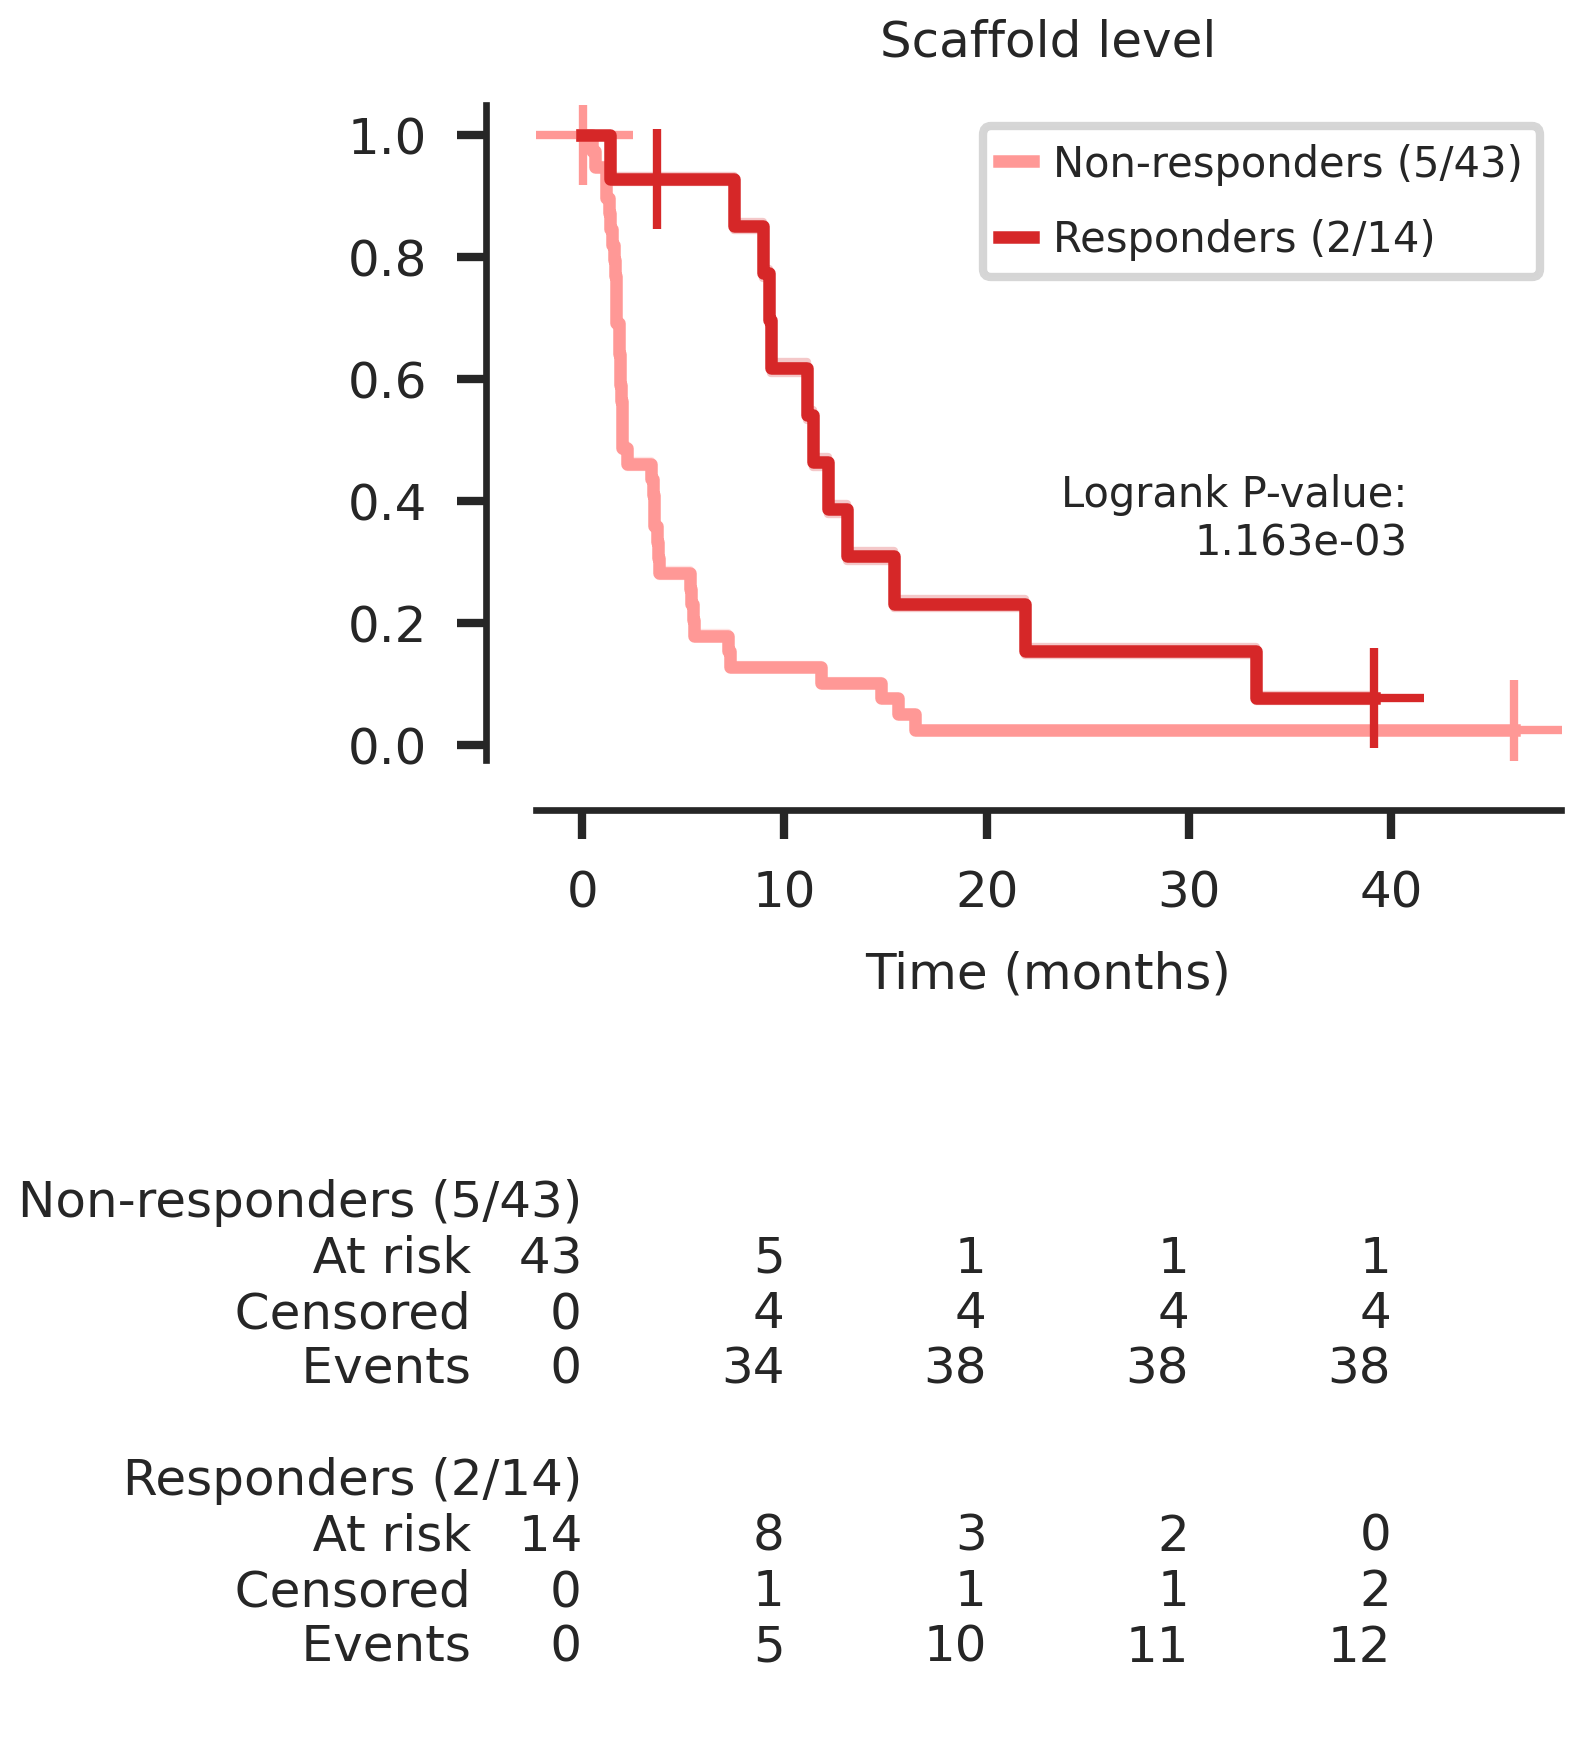 Scaffold level
1.0
0.8
0.6
0.4
0.2
0.0
Non-responders (5/43)
Responders (2/14)
Logrank P-value:
1.163e-03
0 10 20 30 40
Time (months)
Non-responders (5/43)
At risk 43 5 1 1 1
Censored 0 4 4 4 4
Events 0 34 38 38 38
Responders (2/14)
At risk 14 8 3 2 0
Censored 0 1 1 1 2
Events 0 5 10 11 12